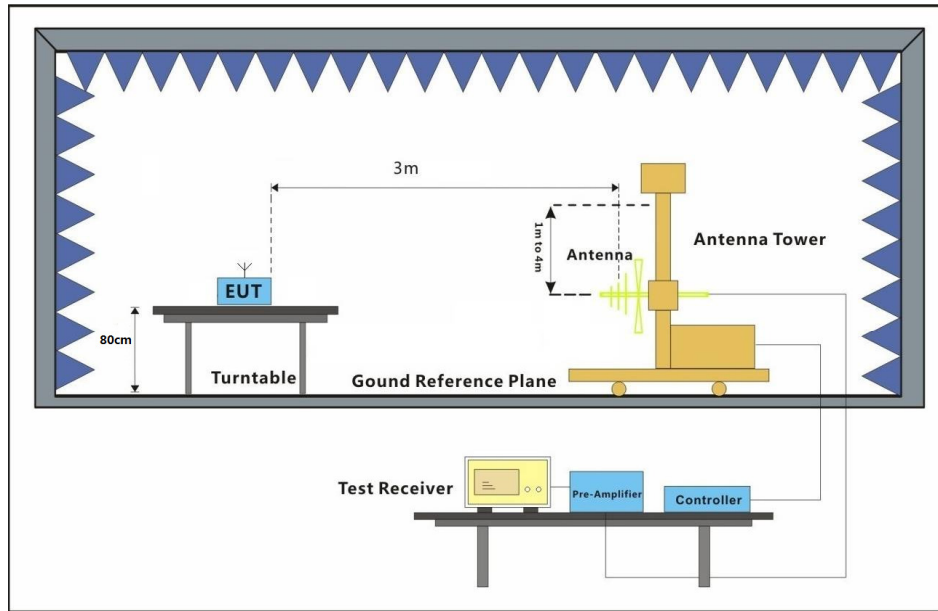 3m
1m to 4m
Antenna
Antenna Tower
EUT
80cm
Turntable
Gound Reference Plane
Test Receiver
Pre-Amplifier
Controller